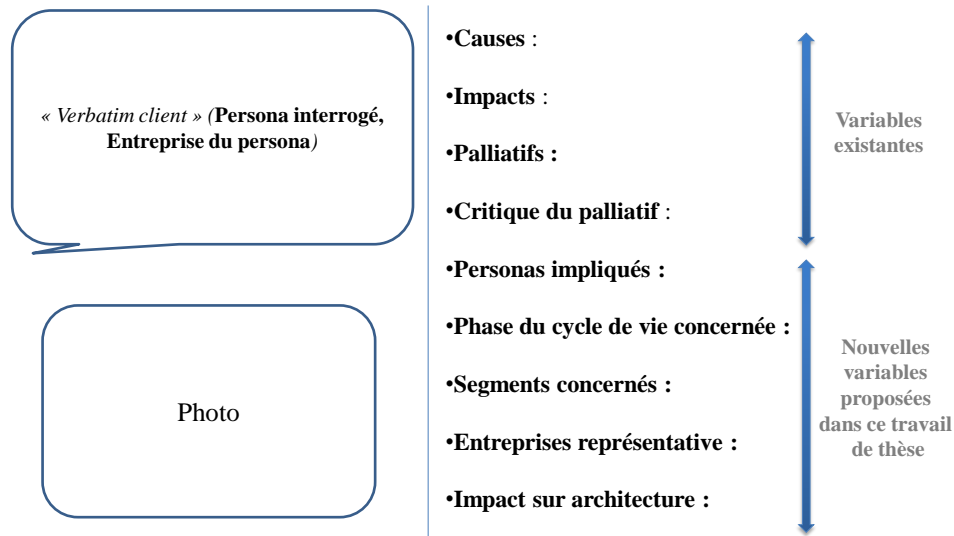 « Verbatim client » (Persona interrogé,
Entreprise du persona)
Photo
•Causes :
•Impacts :
•Palliatifs :
•Critique du palliatif :
•Personas impliqués :
•Phase du cycle de vie concernée :
•Segments concernés :
•Entreprises représentative :
•Impact sur architecture :
Variables
existantes
Nouvelles
variables
proposées
dans ce travail
de thèse